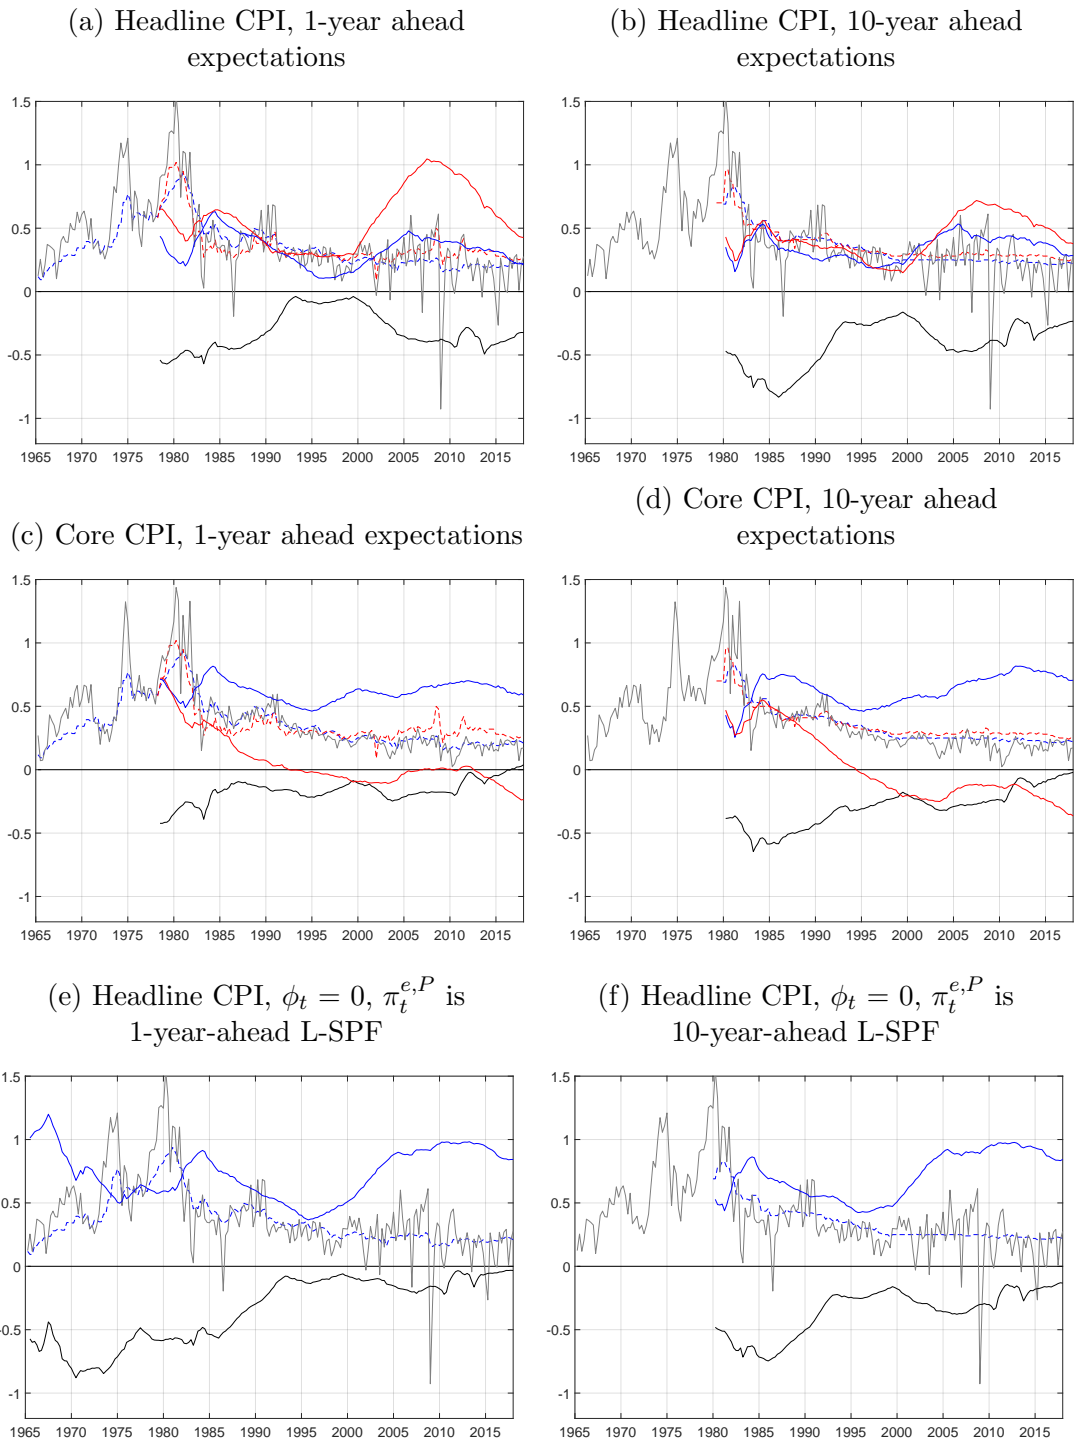 (a) Headline CPI, 1-year ahead
expectations
(b) Headline CPI, 10-year ahead
expectations
1.5
1
0.5
0
-0.5
-1
1965 1970 1975 1980 1985 1990 1995 2000 2005 2010 2015
1.5
1
0.5
0
-0.5
-1
1965 1970 1975 1980 1985 1990 1995 2000 2005 2010 2015
(c) Core CPI, 1-year ahead expectations
(d) Core CPI, 10-year ahead
expectations
1.5
1
0.5
0
-0.5
-1
1965 1970 1975 1980 1985 1990 1995 2000 2005 2010 2015
1.5
1
0.5
0
-0.5
-1
1965 1970 1975 1980 1985 1990 1995 2000 2005 2010 2015
(e) Headline CPI, ϕ_t = 0, π_t^{e,P} is
1-year-ahead L-SPF
(f) Headline CPI, ϕ_t = 0, π_t^{e,P} is
10-year-ahead L-SPF
1.5
1
0.5
0
-0.5
-1
1965 1970 1975 1980 1985 1990 1995 2000 2005 2010 2015
1.5
1
0.5
0
-0.5
-1
1965 1970 1975 1980 1985 1990 1995 2000 2005 2010 2015